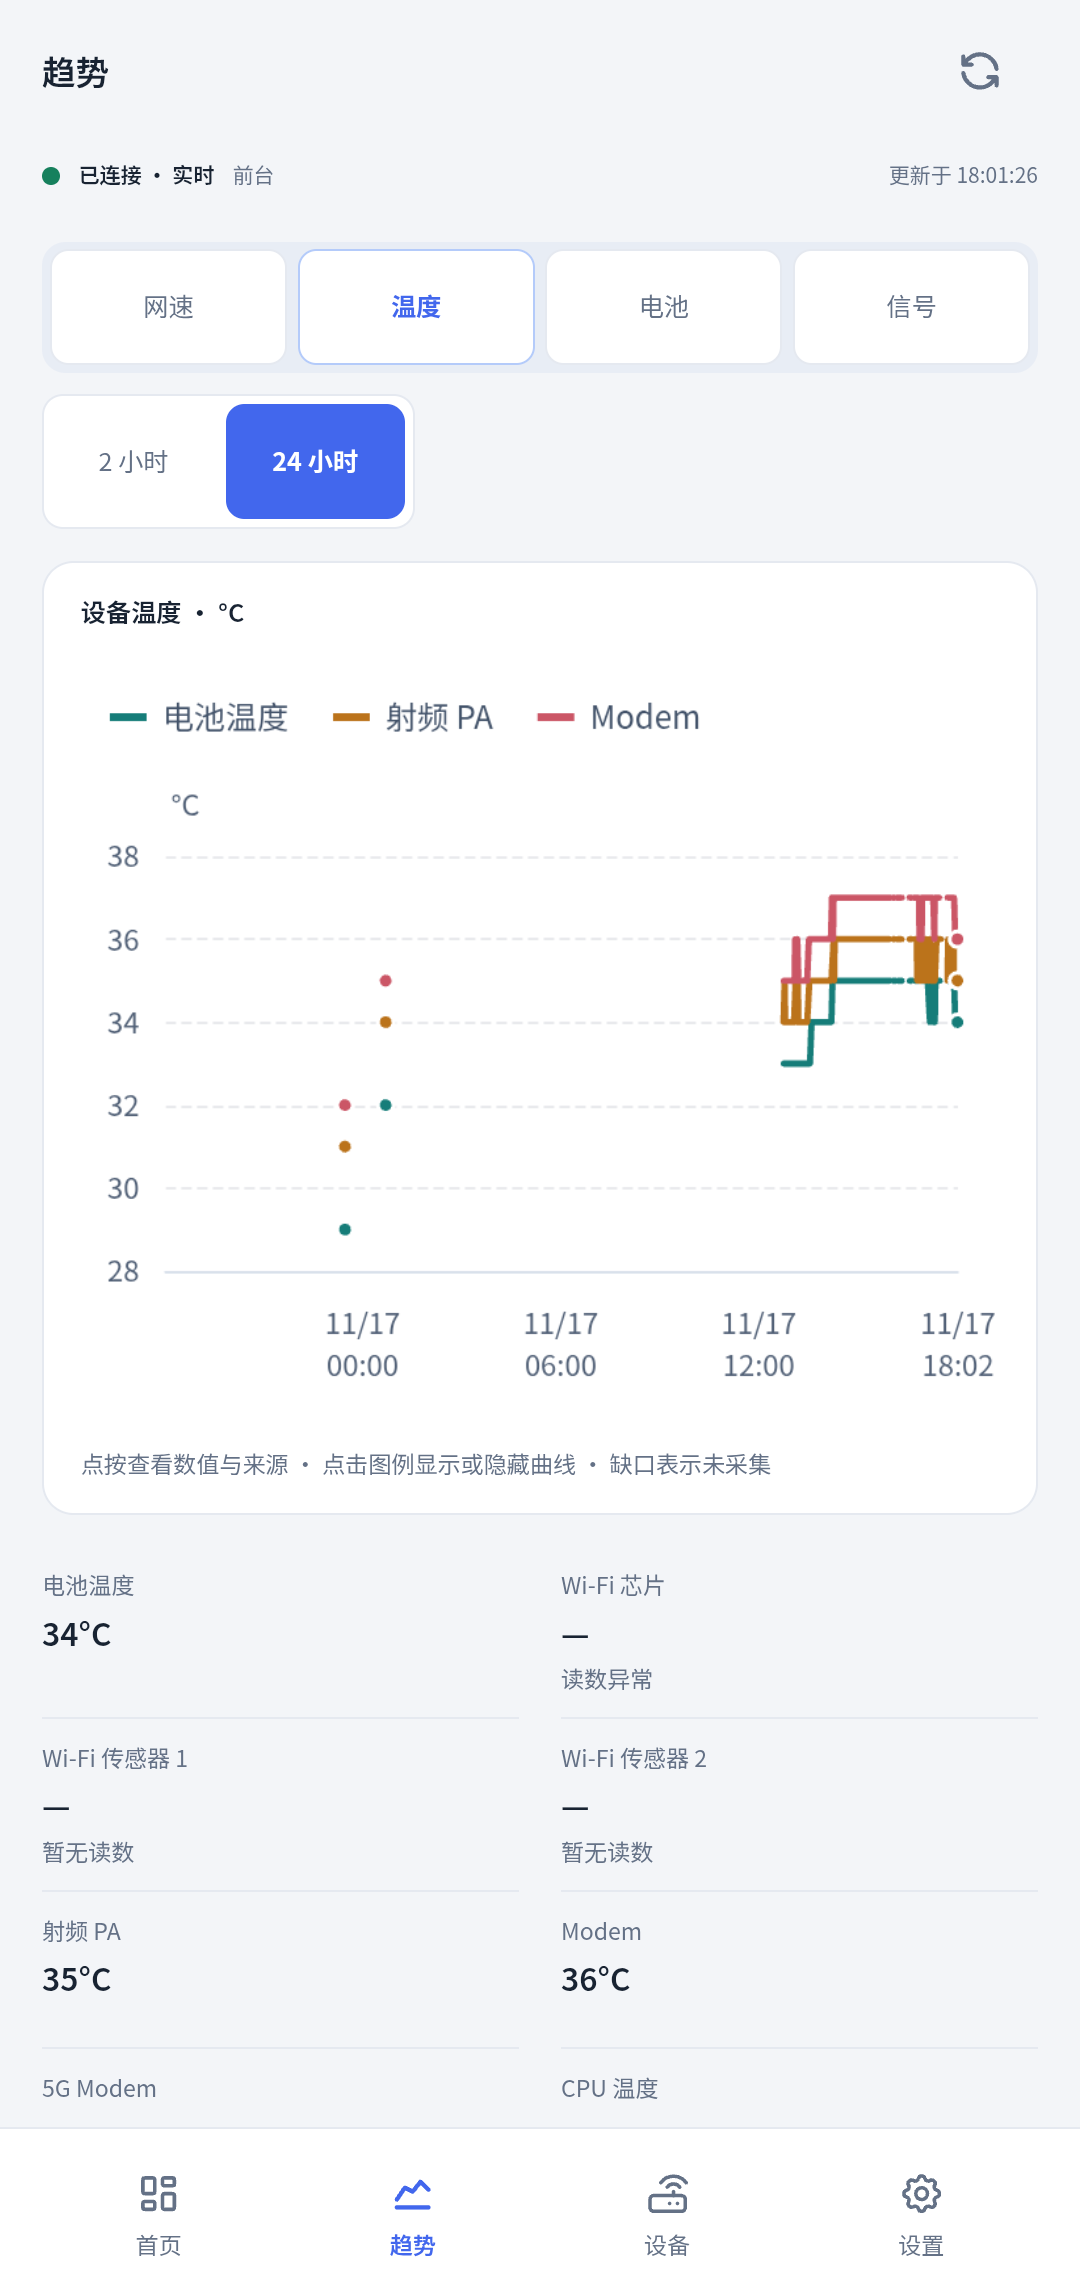 趋势
已连接 · 实时 前台 更新于 18:01:26
网速 温度 电池 信号
2 小时 24 小时
设备温度 · °C
电池温度 射频 PA Modem
°C
38
36
34
32
30
28
11/17 11/17 11/17 11/17
00:00 06:00 12:00 18:02
点按查看数值与来源 · 点击图例显示或隐藏曲线 · 缺口表示未采集
电池温度 Wi-Fi 芯片
34°C —
读数异常
Wi-Fi 传感器 1 Wi-Fi 传感器 2
— —
暂无读数 暂无读数
射频 PA Modem
35°C 36°C
5G Modem CPU 温度
首页 趋势 设备 设置